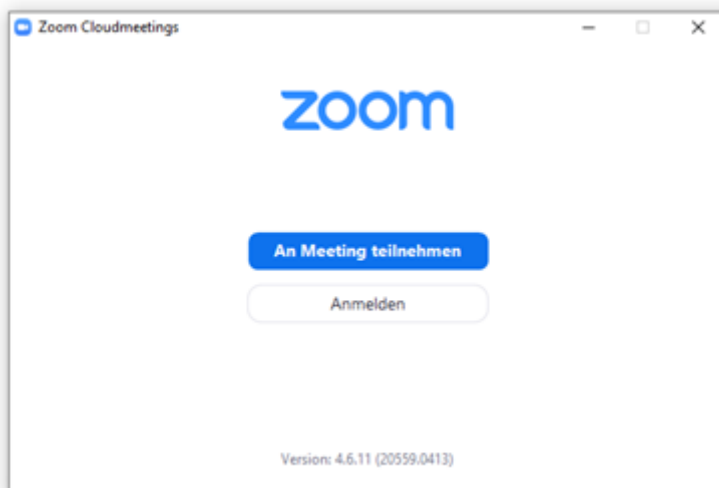 Zoom Cloudmeetings
zoom
An Meeting teilnehmen
Anmelden
Version: 4.6.11 (20559.0413)